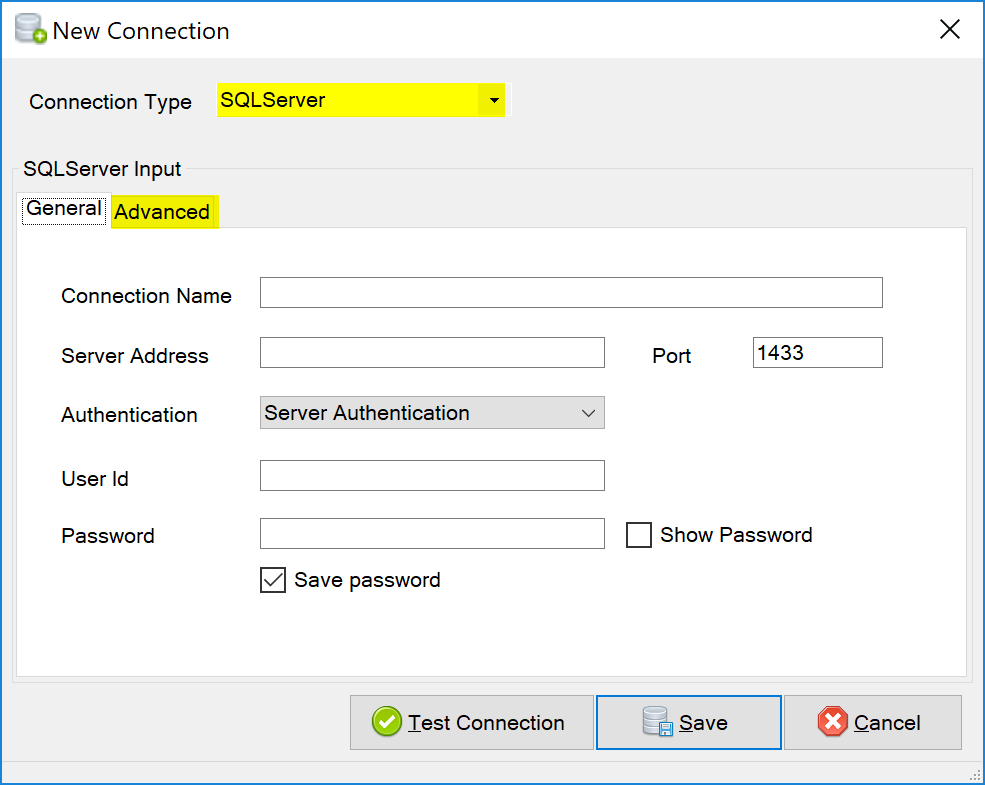 New Connection
Connection Type SQLServer
SQLServer Input
General Advanced
Connection Name
Server Address Port 1433
Authentication Server Authentication
User Id
Password Show Password
Save password
Test Connection Save Cancel